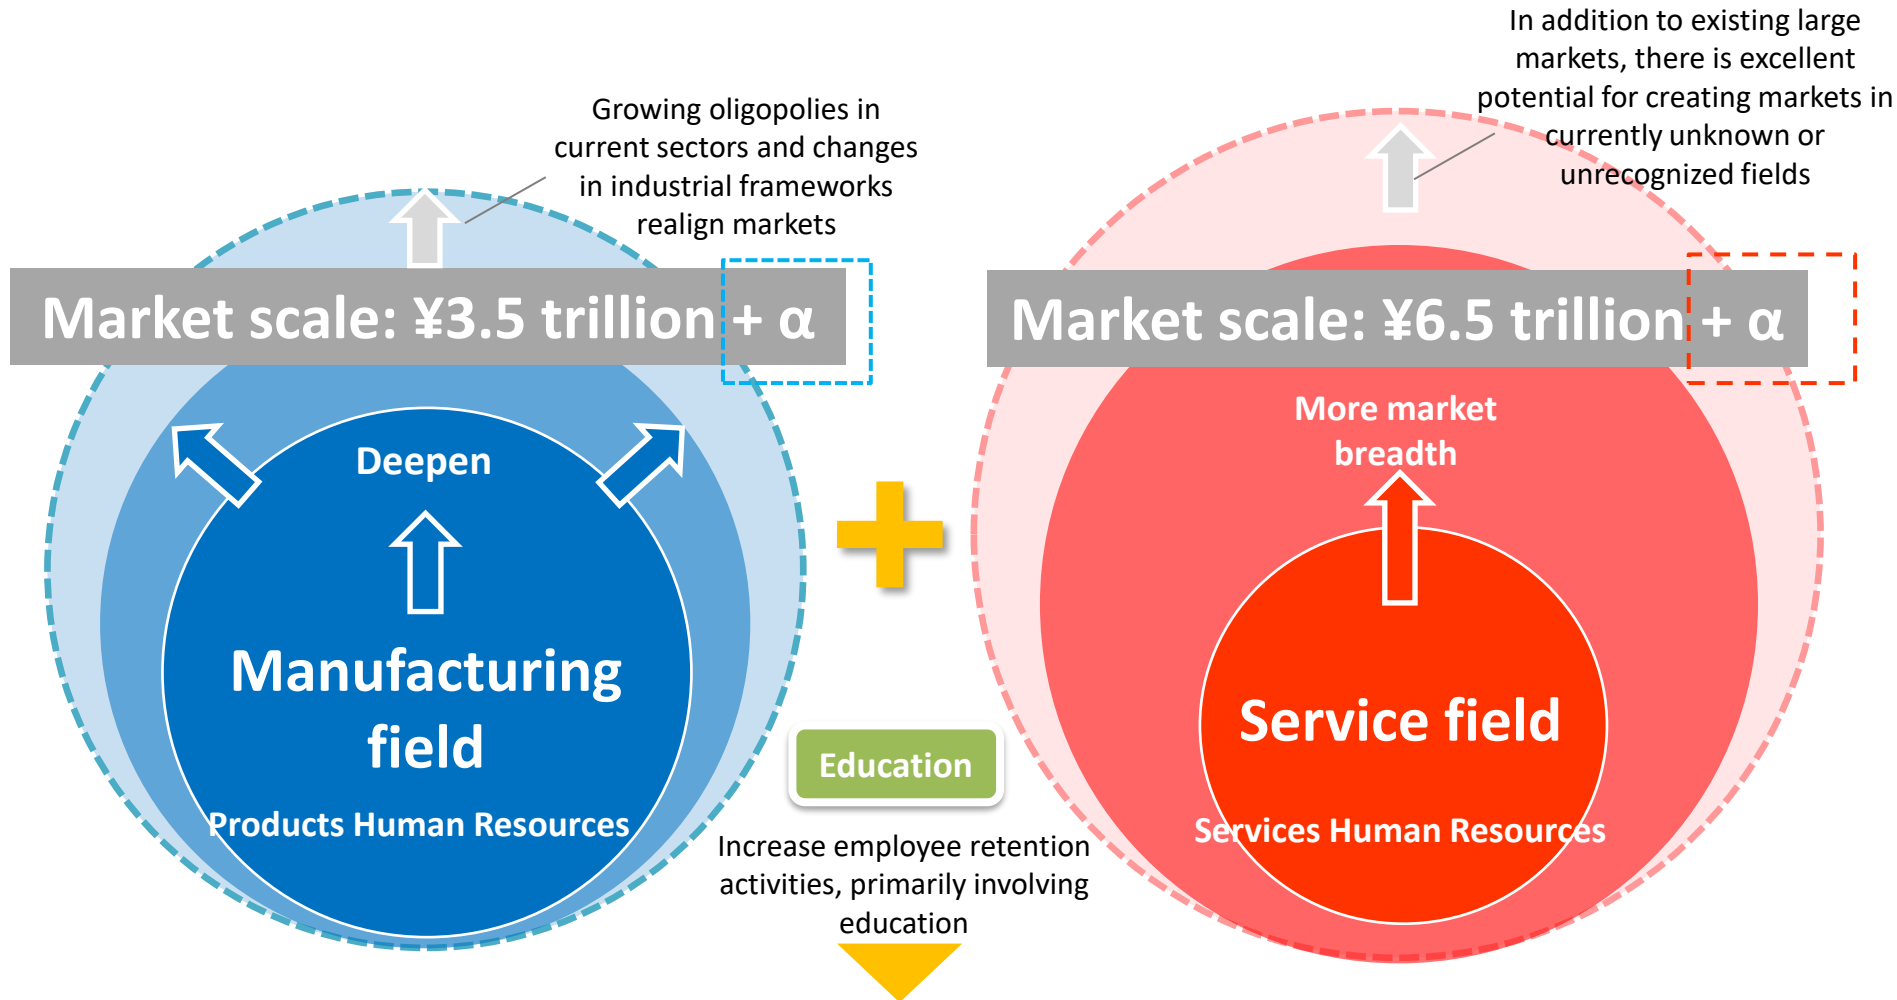 Growing oligopolies in
current sectors and changes
in industrial frameworks
realign markets
Market scale: ¥3.5 trillion + α
Deepen
Manufacturing
field
Products Human Resources
Education
Increase employee retention
activities, primarily involving
education
In addition to existing large
markets, there is excellent
potential for creating markets in
currently unknown or
unrecognized fields
Market scale: ¥6.5 trillion + α
More market
breadth
Service field
Services Human Resources